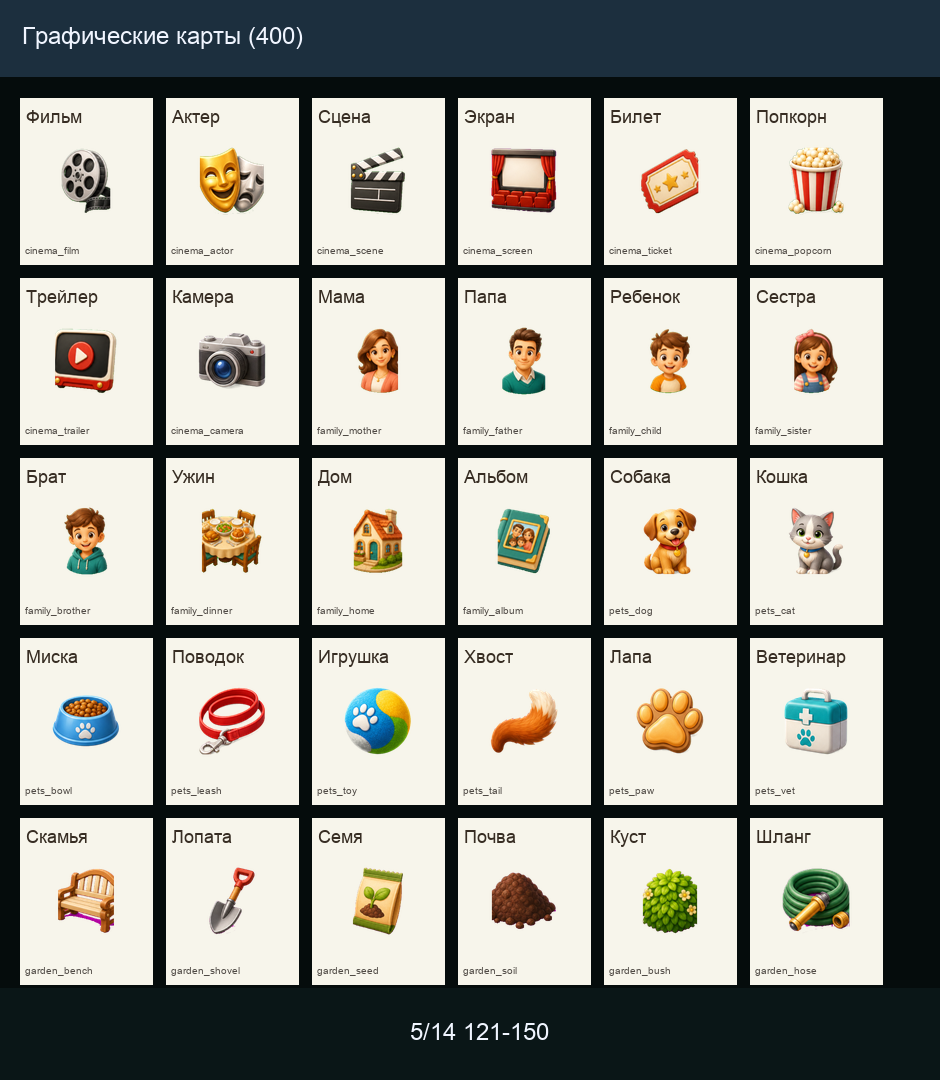 Графические карты (400)
Фильм
Актер
Сцена
Экран
Билет
Попкорн
cinema_film
cinema_actor
cinema_scene
cinema_screen
cinema_ticket
cinema_popcorn
Трейлер
Камера
Мама
Папа
Ребенок
Сестра
cinema_trailer
cinema_camera
family_mother
family_father
family_child
family_sister
Брат
Ужин
Дом
Альбом
Собака
Кошка
family_brother
family_dinner
family_home
family_album
pets_dog
pets_cat
Миска
Поводок
Игрушка
Хвост
Лапа
Ветеринар
pets_bowl
pets_leash
pets_toy
pets_tail
pets_paw
pets_vet
Скамья
Лопата
Семя
Почва
Куст
Шланг
garden_bench
garden_shovel
garden_seed
garden_soil
garden_bush
garden_hose
5/14 121-150